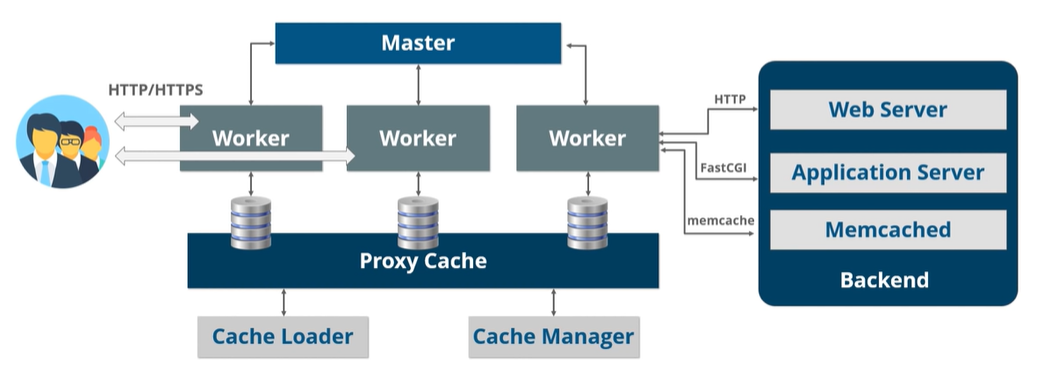 Master
HTTP/HTTPS
Worker
Worker
Worker
HTTP
Web Server
FastCGI
Application Server
memcache
Memcached
Proxy Cache
Backend
Cache Loader
Cache Manager